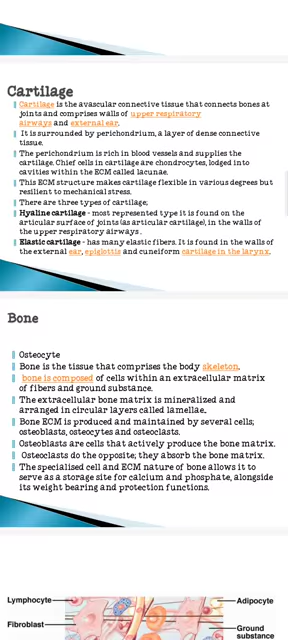 Cartilage
Cartilage is the avascular connective tissue that connects bones at
joints and comprises walls of upper respiratory
airways and external ear.
It is surrounded by perichondrium, a layer of dense connective
tissue.
The perichondrium is rich in blood vessels and supplies the
cartilage. Chief cells in cartilage are chondrocytes, lodged into
cavities within the ECM called lacunae.
This ECM structure makes cartilage flexible in various degrees but
resilient to mechanical stress.
There are three types of cartilage;
Hyaline cartilage - most represented type it is found on the
articular surface of joints (as articular cartilage), in the walls of
the upper respiratory airways .
Elastic cartilage - has many elastic fibers. It is found in the walls of
the external ear, epiglottis and cuneiform cartilage in the larynx.
Bone
Osteocyte
Bone is the tissue that comprises the body skeleton.
bone is composed of cells within an extracellular matrix
of fibers and ground substance.
The extracellular bone matrix is mineralized and
arranged in circular layers called lamellae.
Bone ECM is produced and maintained by several cells;
osteoblasts, osteocytes and osteoclasts.
Osteoblasts are cells that actively produce the bone matrix.
Osteoclasts do the opposite; they absorb the bone matrix.
The specialised cell and ECM nature of bone allows it to
serve as a storage site for calcium and phosphate, alongside
its weight bearing and protection functions.
Lymphocyte
Adipocyte
Fibroblast
Ground
substance